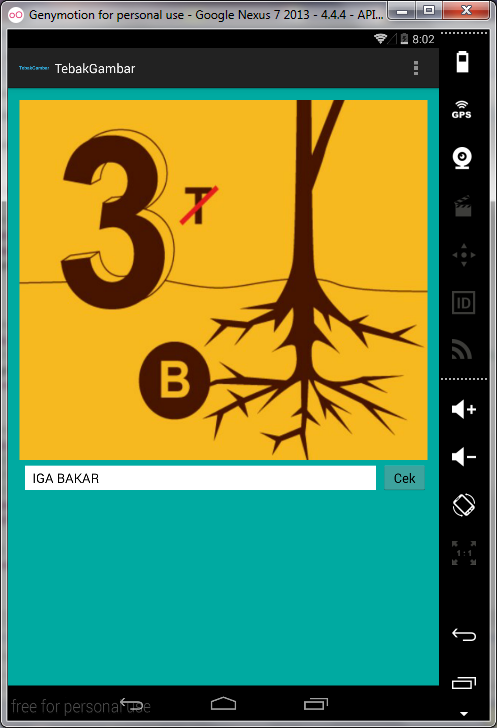 Genymotion for personal use - Google Nexus 7 2013 - 4.4.4 - API...
8:02
TebakGambar
TebakGambar
GPS
3 T
B
ID
IGA BAKAR
Cek
1:1
free for personal use